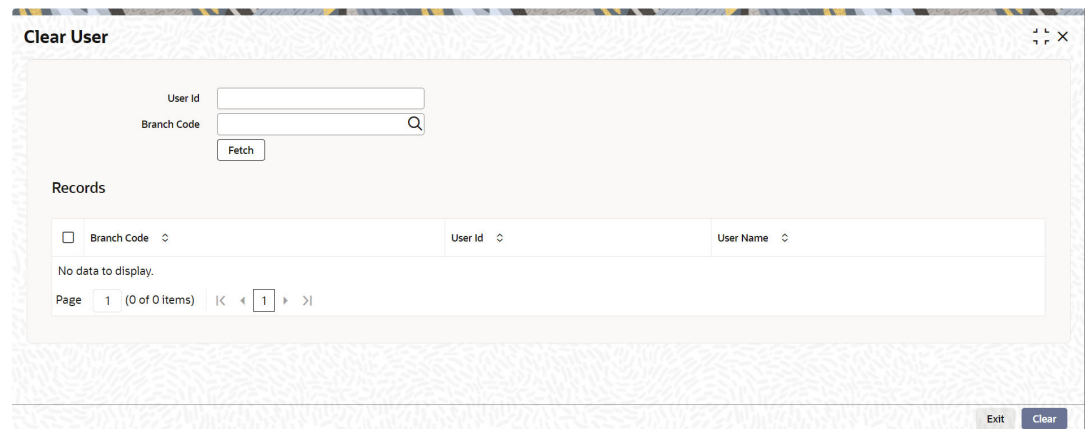 Clear User
User Id
Branch Code
Fetch
Records
Branch Code User Id User Name
No data to display.
Page 1 (0 of 0 items) 1
Exit Clear